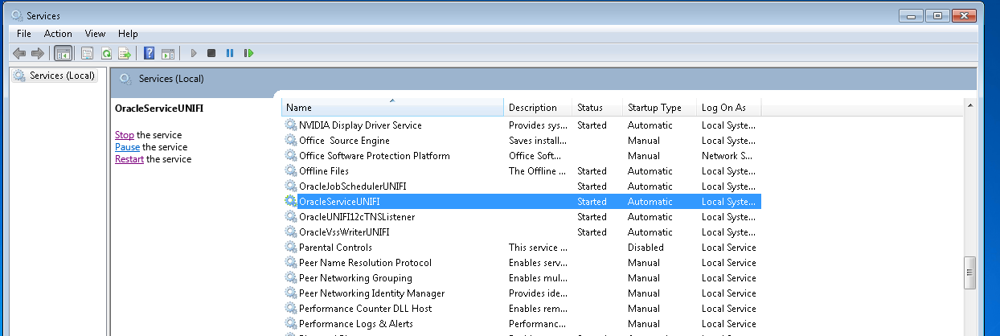 Services
File Action View Help
Services (Local)
Services (Local)
OracleServiceUNIFI
Stop the service
Pause the service
Restart the service
Name Description Status Startup Type Log On As
NVIDIA Display Driver Service Provides sys... Started Automatic Local Syste...
Office Source Engine Saves install... Manual Local Syste...
Office Software Protection Platform Office Soft... Manual Network S...
Offline Files The Offline ... Started Automatic Local Syste...
OracleJobSchedulerUNIFI Started Automatic Local Syste...
OracleServiceUNIFI Started Automatic Local Syste...
OracleUNIFI12cTNSListener Started Automatic Local Syste...
OracleVssWriterUNIFI Started Automatic Local Syste...
Parental Controls This service ... Disabled Local Service
Peer Name Resolution Protocol Enables serv... Manual Local Service
Peer Networking Grouping Enables mul... Manual Local Service
Peer Networking Identity Manager Provides ide... Manual Local Service
Performance Counter DLL Host Enables rem... Manual Local Service
Performance Logs & Alerts Performanc... Manual Local Service